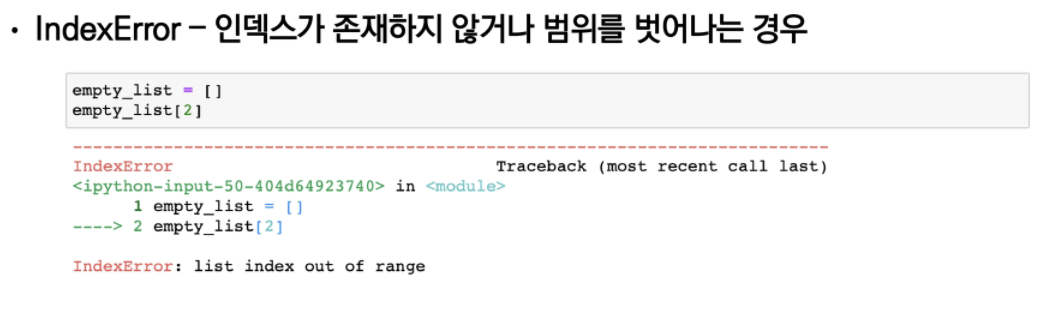 • IndexError – 인덱스가 존재하지 않거나 범위를 벗어나는 경우
empty_list = []
empty_list[2]
---------------------------------------------------------------------------
IndexError                                Traceback (most recent call last)
<ipython-input-50-404d64923740> in <module>
      1 empty_list = []
----> 2 empty_list[2]
IndexError: list index out of range